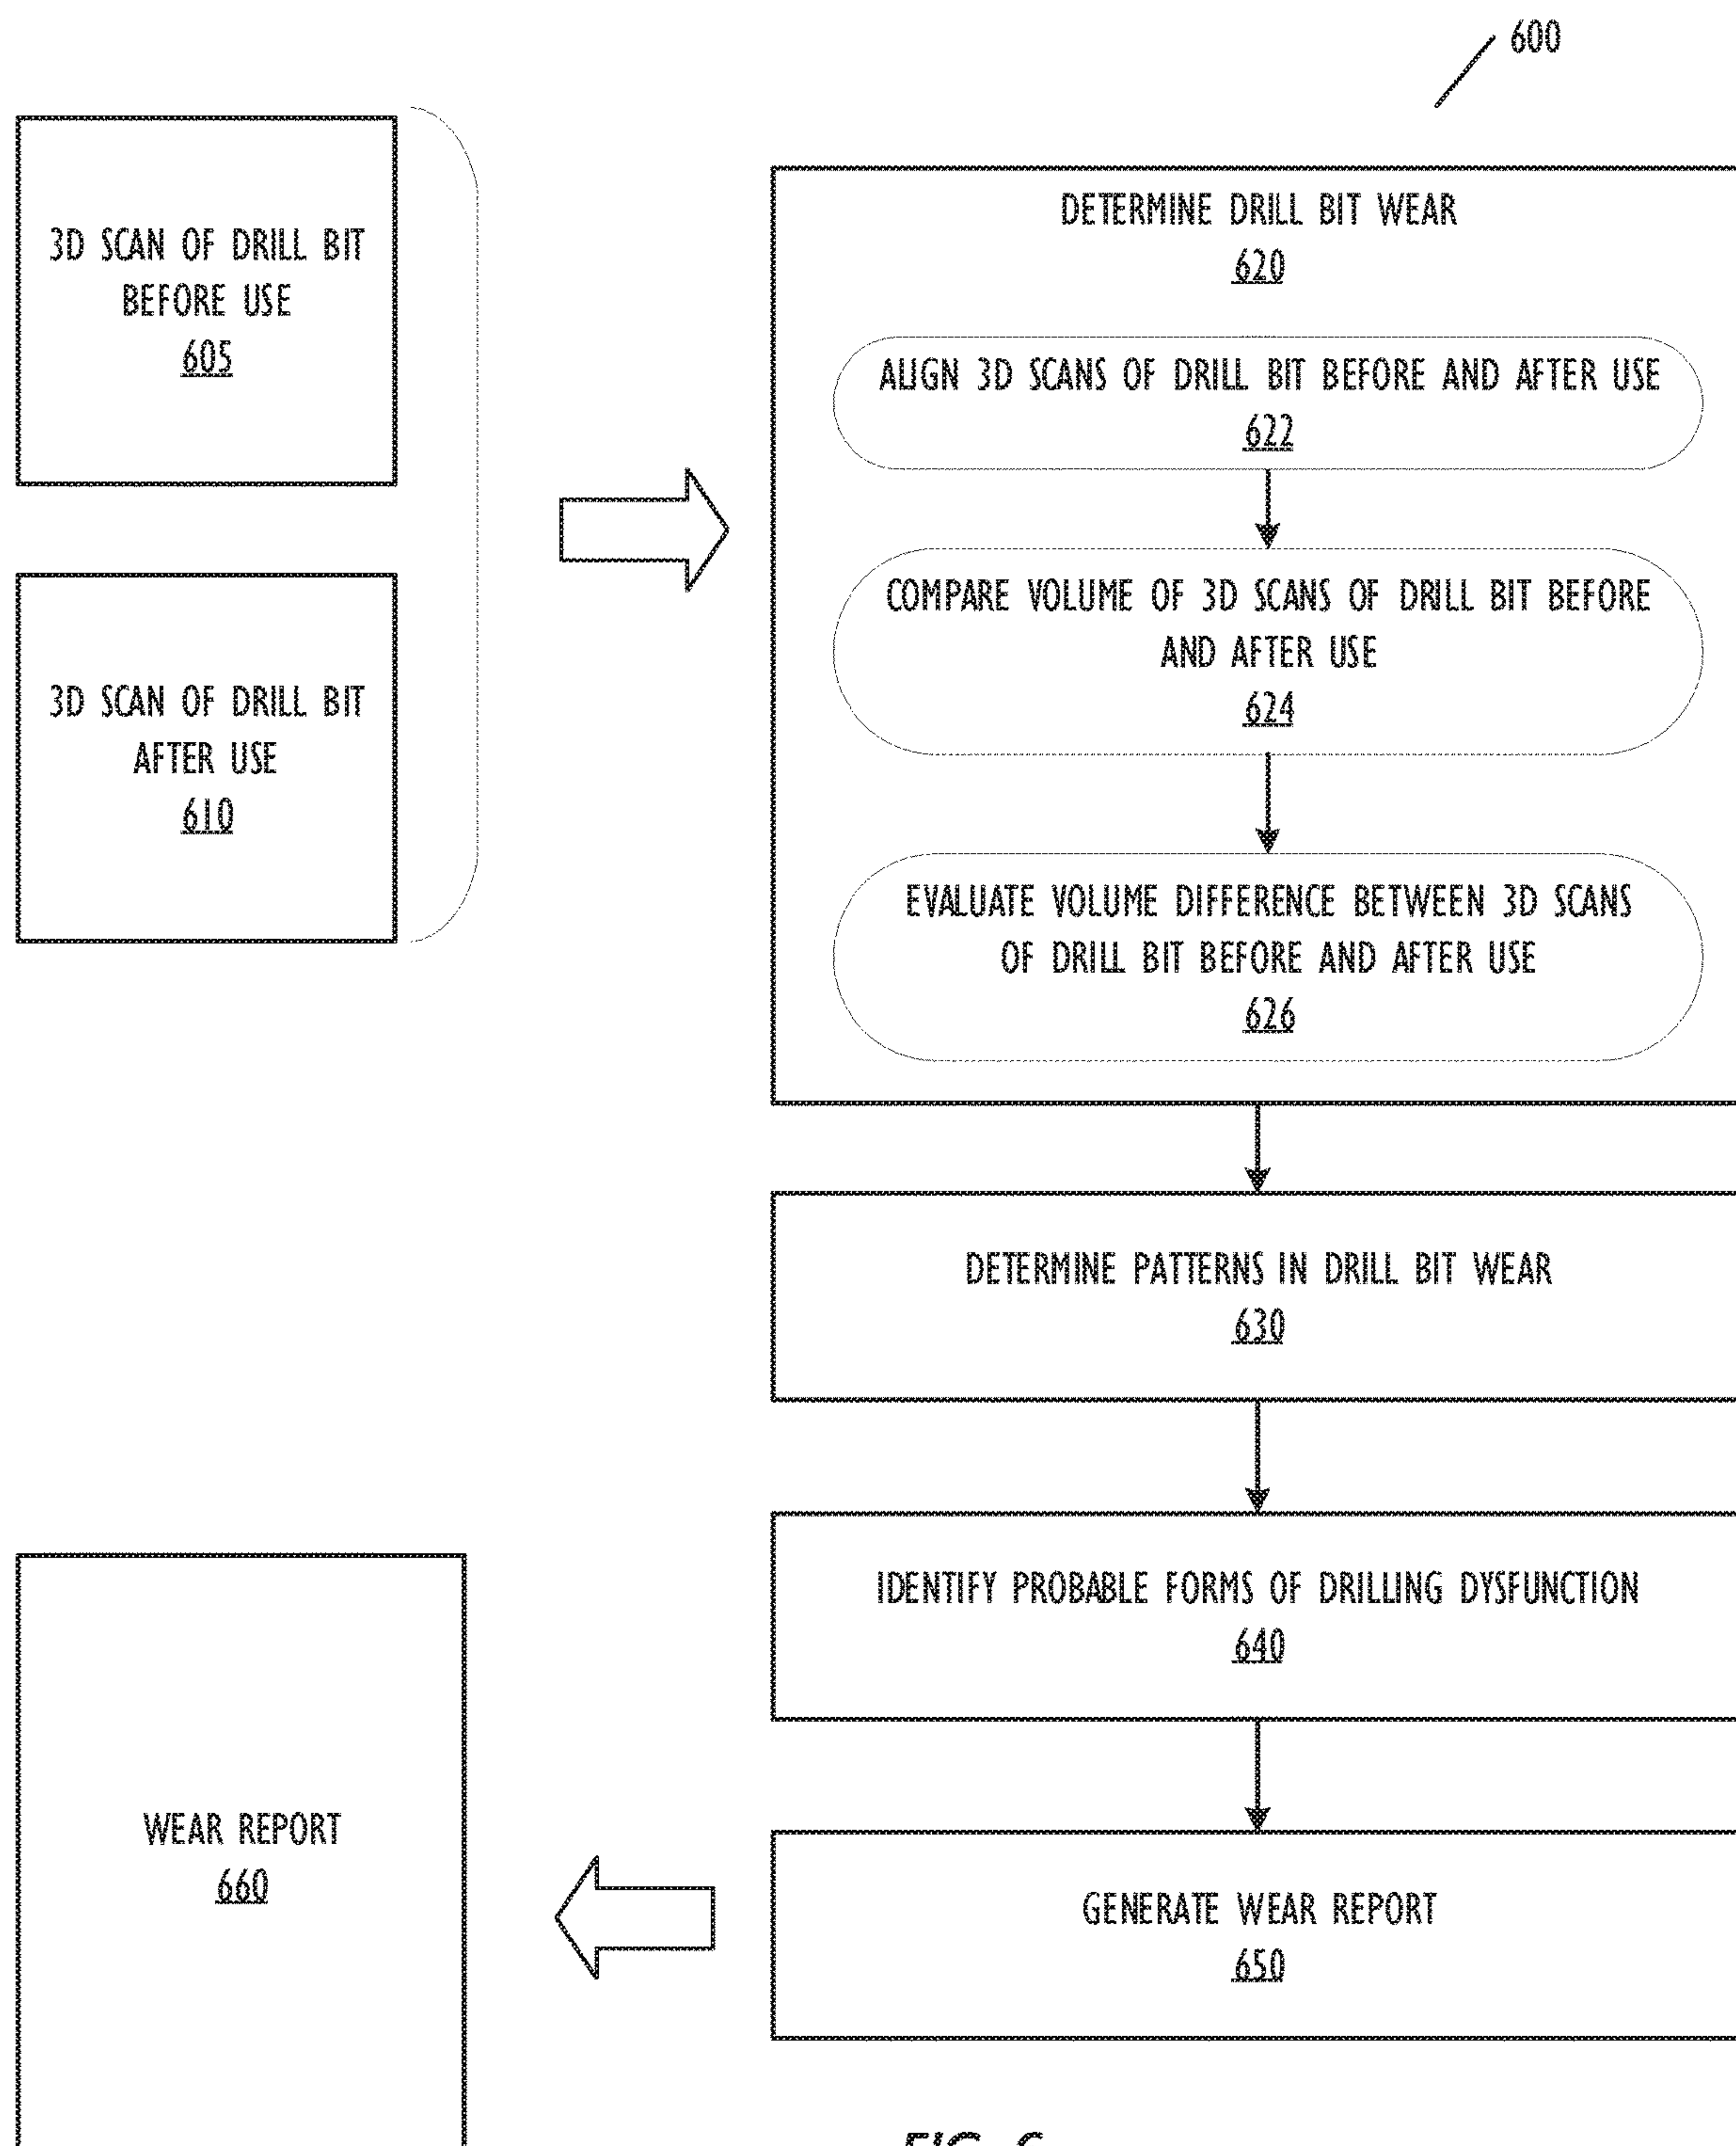 600
3D SCAN OF DRILL BIT
BEFORE USE
605
3D SCAN OF DRILL BIT
AFTER USE
610
DETERMINE DRILL BIT WEAR
620
ALIGN 3D SCANS OF DRILL BIT BEFORE AND AFTER USE
622
COMPARE VOLUME OF 3D SCANS OF DRILL BIT BEFORE
AND AFTER USE
624
EVALUATE VOLUME DIFFERENCE BETWEEN 3D SCANS
OF DRILL BIT BEFORE AND AFTER USE
626
DETERMINE PATTERNS IN DRILL BIT WEAR
630
IDENTIFY PROBABLE FORMS OF DRILLING DYSFUNCTION
640
GENERATE WEAR REPORT
650
WEAR REPORT
660
FIG. 6